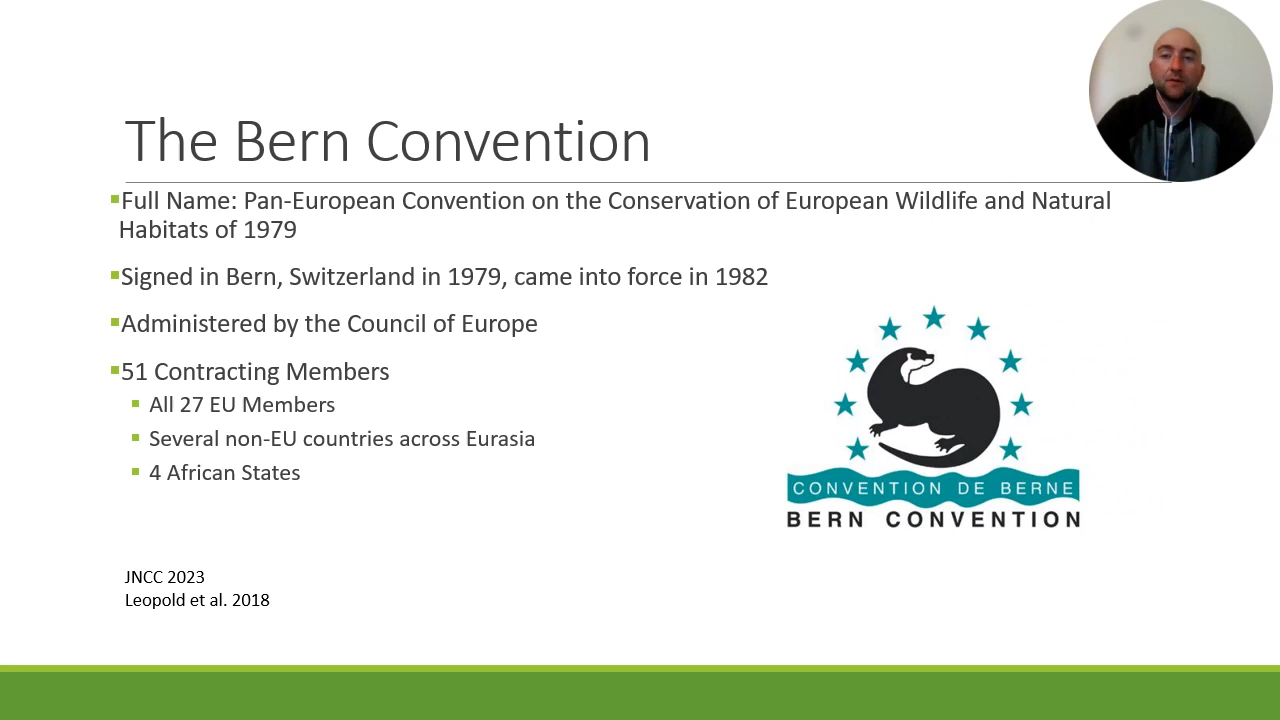 The Bern Convention
Full Name: Pan-European Convention on the Conservation of European Wildlife and Natural
Habitats of 1979
Signed in Bern, Switzerland in 1979, came into force in 1982
Administered by the Council of Europe
51 Contracting Members
All 27 EU Members
Several non-EU countries across Eurasia
4 African States
CONVENTION DE BERNE
BERN CONVENTION
JNCC 2023
Leopold et al. 2018